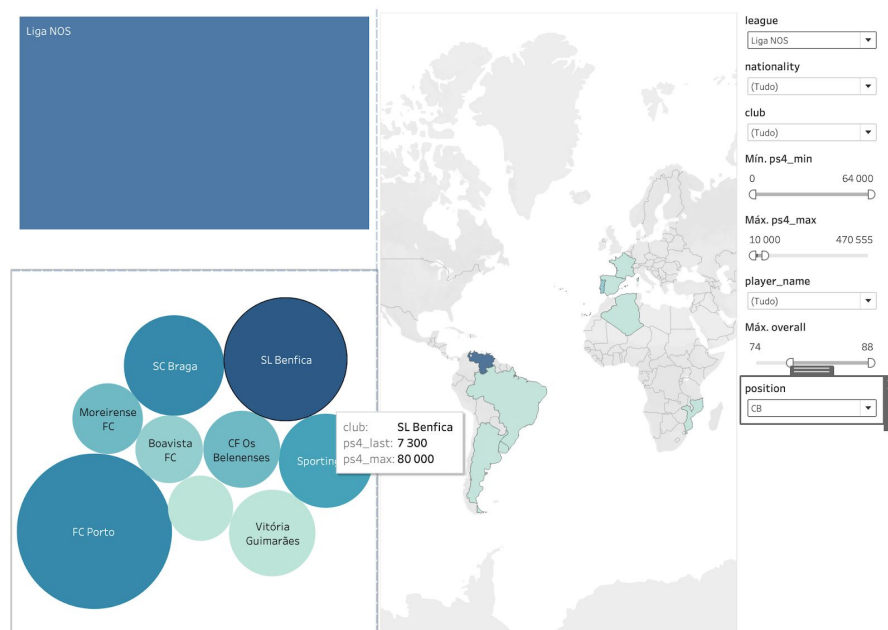 Liga NOS
SC Braga
SL Benfica
Moreirense
FC
Boavista
FC
CF Os
Belenenses
Sporting
FC Porto
Vitória
Guimarães
club: SL Benfica
ps4_last: 7 300
ps4_max: 80 000
league
Liga NOS
nationality
(Tudo)
club
(Tudo)
Mín. ps4_min
0 64 000
Máx. ps4_max
10 000 470 555
player_name
(Tudo)
Máx. overall
74 88
position
CB